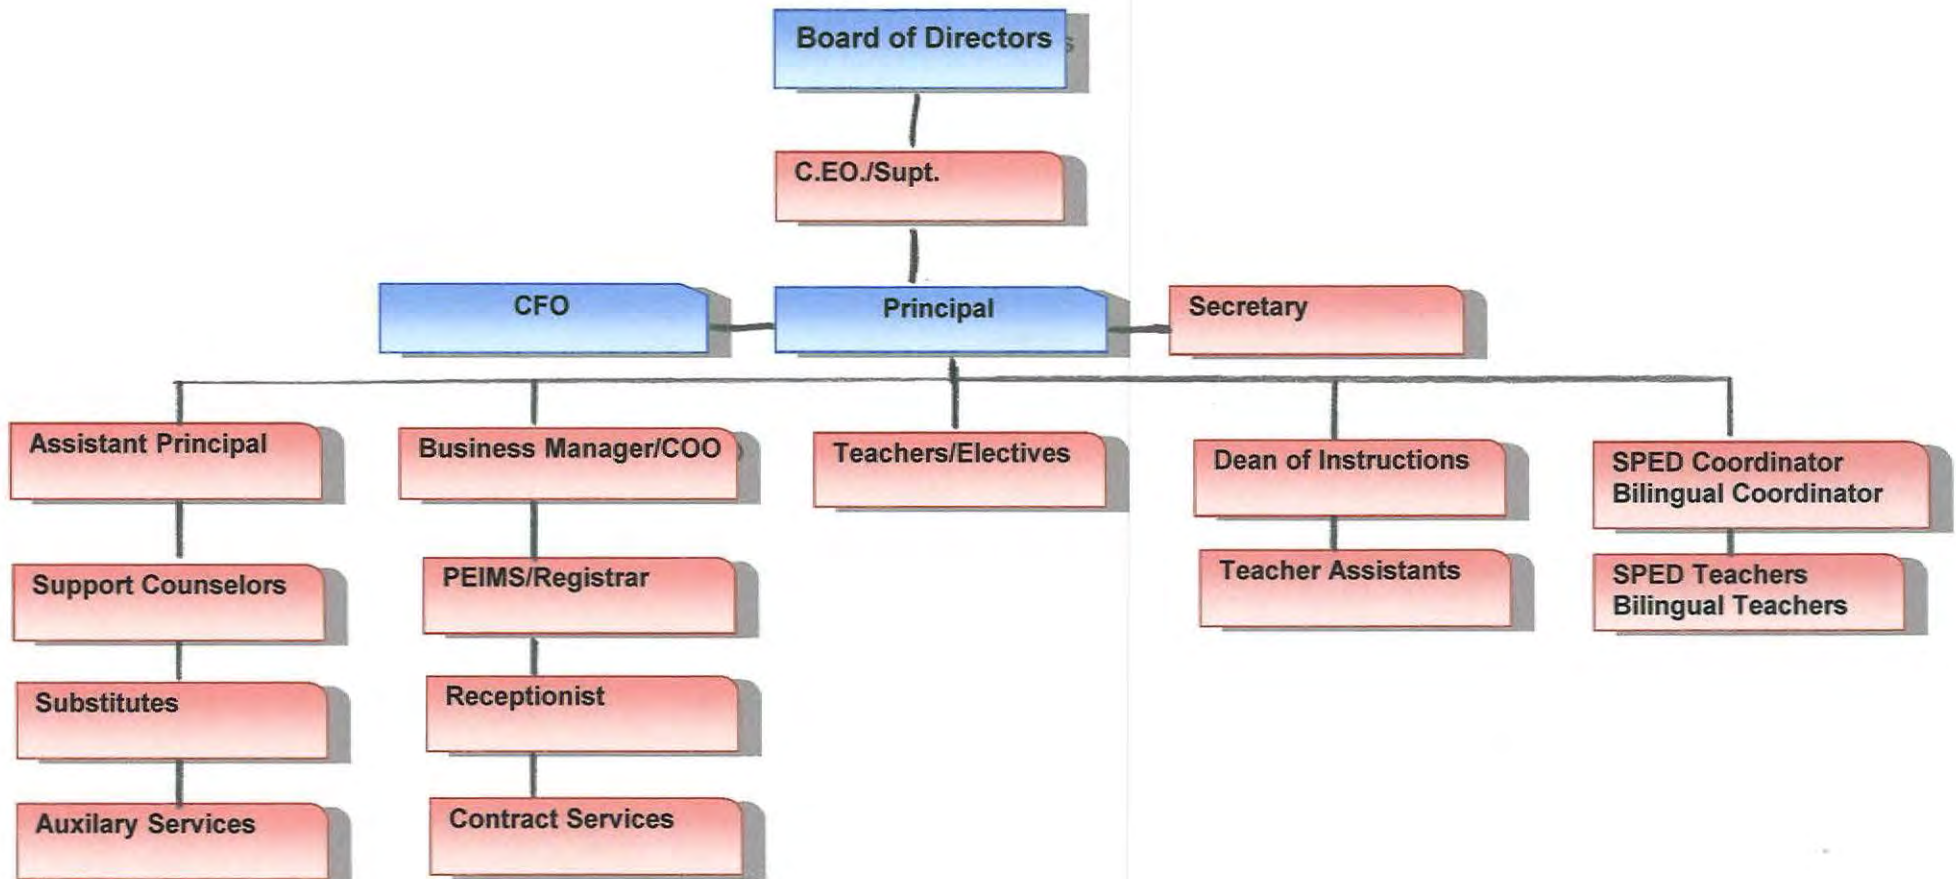 Board of Directors
C.EO./Supt.
CFO
Principal
Secretary
Assistant Principal
Business Manager/COO
Teachers/Electives
Dean of Instructions
SPED Coordinator
Bilingual Coordinator
Support Counselors
PEIMS/Registrar
Teacher Assistants
SPED Teachers
Bilingual Teachers
Substitutes
Receptionist
Auxilary Services
Contract Services